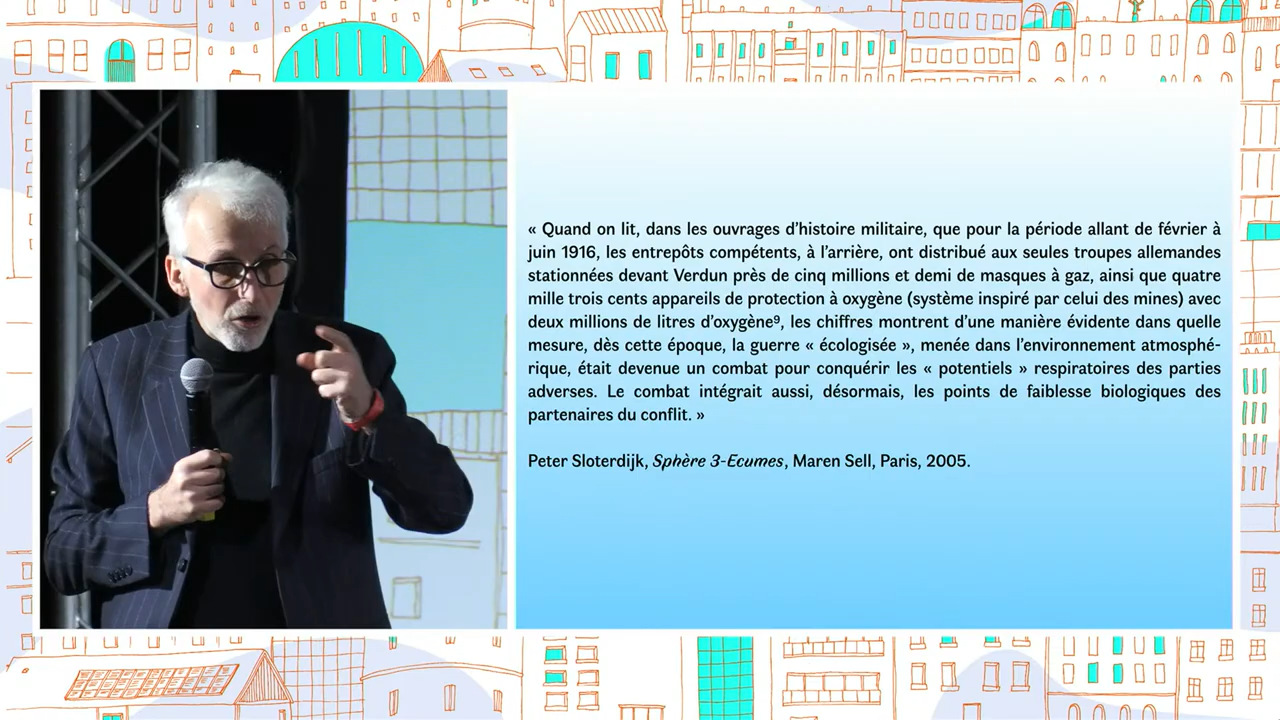 « Quand on lit, dans les ouvrages d’histoire militaire, que pour la période allant de février à
juin 1916, les entrepôts compétents, à l’arrière, ont distribué aux seules troupes allemandes
stationnées devant Verdun près de cinq millions et demi de masques à gaz, ainsi que quatre
mille trois cents appareils de protection à oxygène (système inspiré par celui des mines) avec
deux millions de litres d’oxygène⁹, les chiffres montrent d’une manière évidente dans quelle
mesure, dès cette époque, la guerre « écologisée », menée dans l’environnement atmosphé-
rique, était devenue un combat pour conquérir les « potentiels » respiratoires des parties
adverses. Le combat intégrait aussi, désormais, les points de faiblesse biologiques des
partenaires du conflit. »
Peter Sloterdijk, Sphère 3-Ecumes, Maren Sell, Paris, 2005.